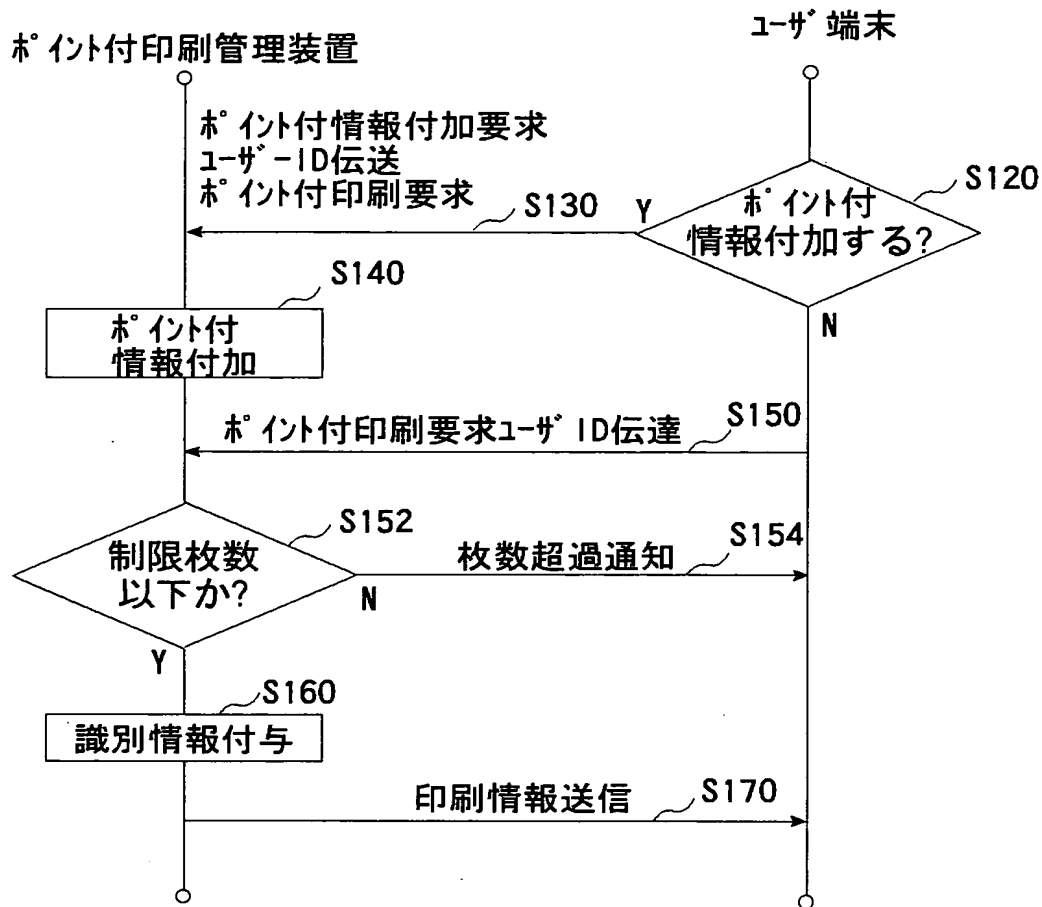 ポイント付印刷管理装置
ユーザ端末
ポイント付情報付加要求
ユーザーID伝送
ポイント付印刷要求
S130
Y
S120
ポイント付
情報付加する?
N
S140
ポイント付
情報付加
ポイント付印刷要求ユーザID伝達
S150
S152
制限枚数
以下か?
N
枚数超過通知
S154
Y
S160
識別情報付与
印刷情報送信
S170